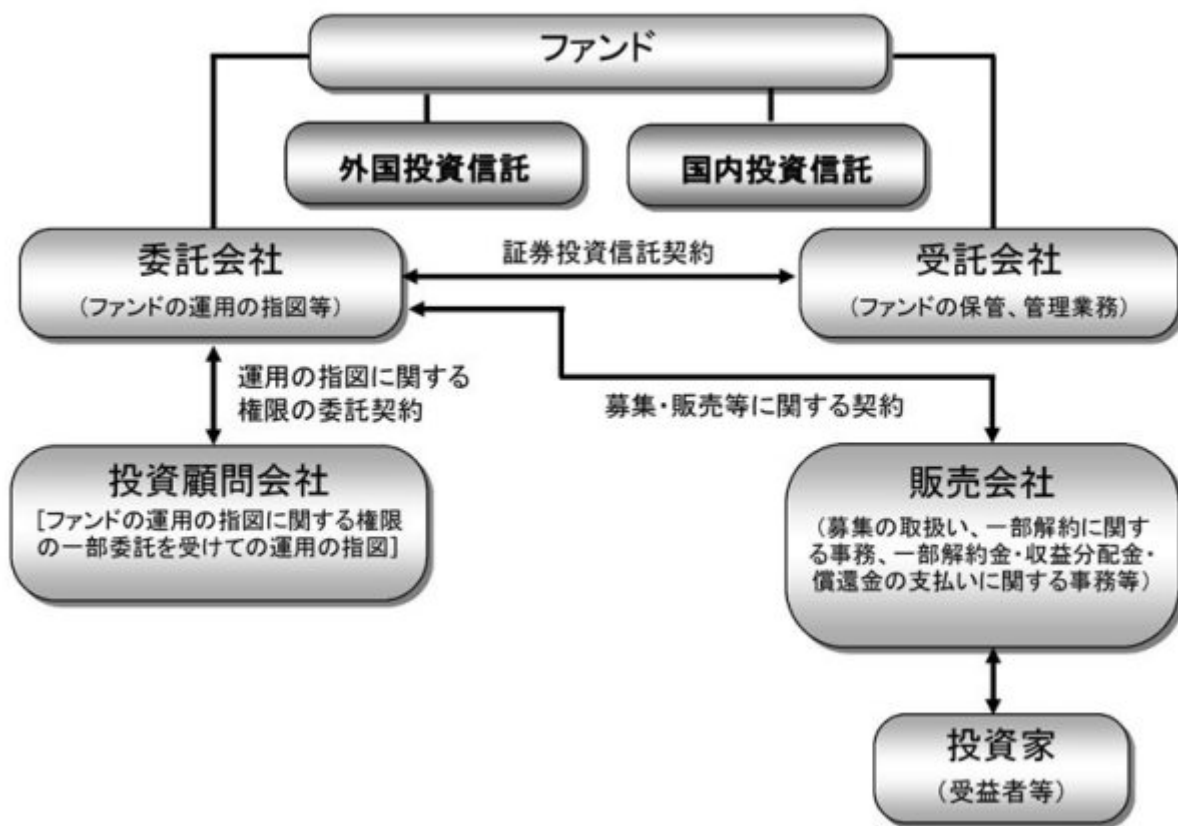 ファンド
外国投資信託
国内投資信託
委託会社
(ファンドの運用の指図等)
証券投資信託契約
受託会社
(ファンドの保管、管理業務)
運用の指図に関する
権限の委託契約
募集・販売等に関する契約
投資顧問会社
[ファンドの運用の指図に関する権限
の一部委託を受けての運用の指図]
販売会社
(募集の取扱い、一部解約に関す
る事務、一部解約金・収益分配金・
償還金の支払いに関する事務等)
投資家
(受益者等)